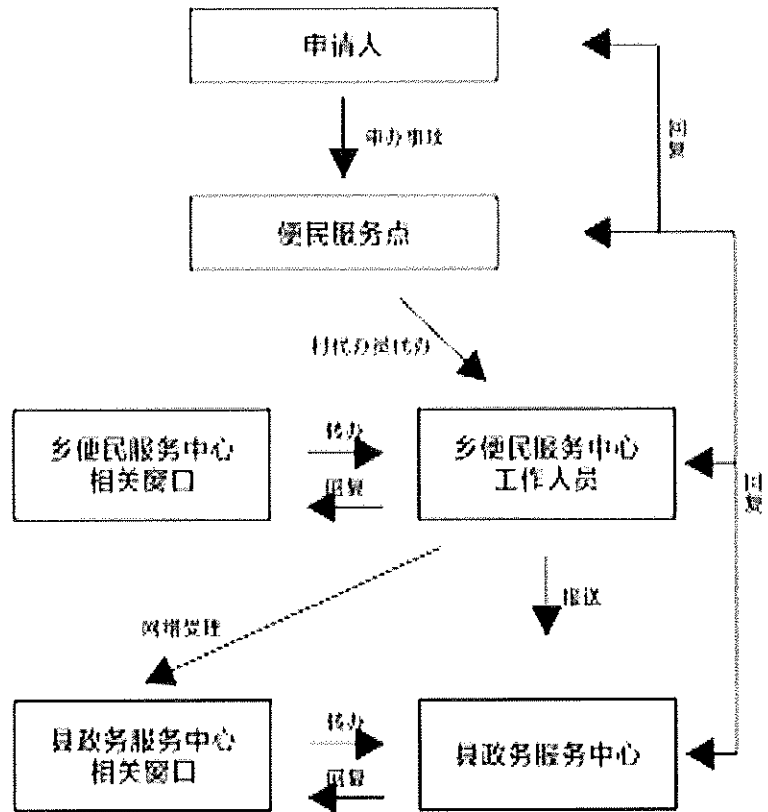 申请人
申办事项
回复
便民服务点
村代办员代办
乡便民服务中心
相关窗口
转办
回复
乡便民服务中心
工作人员
回复
网络受理
报送
县政务服务中心
相关窗口
转办
回复
县政务服务中心